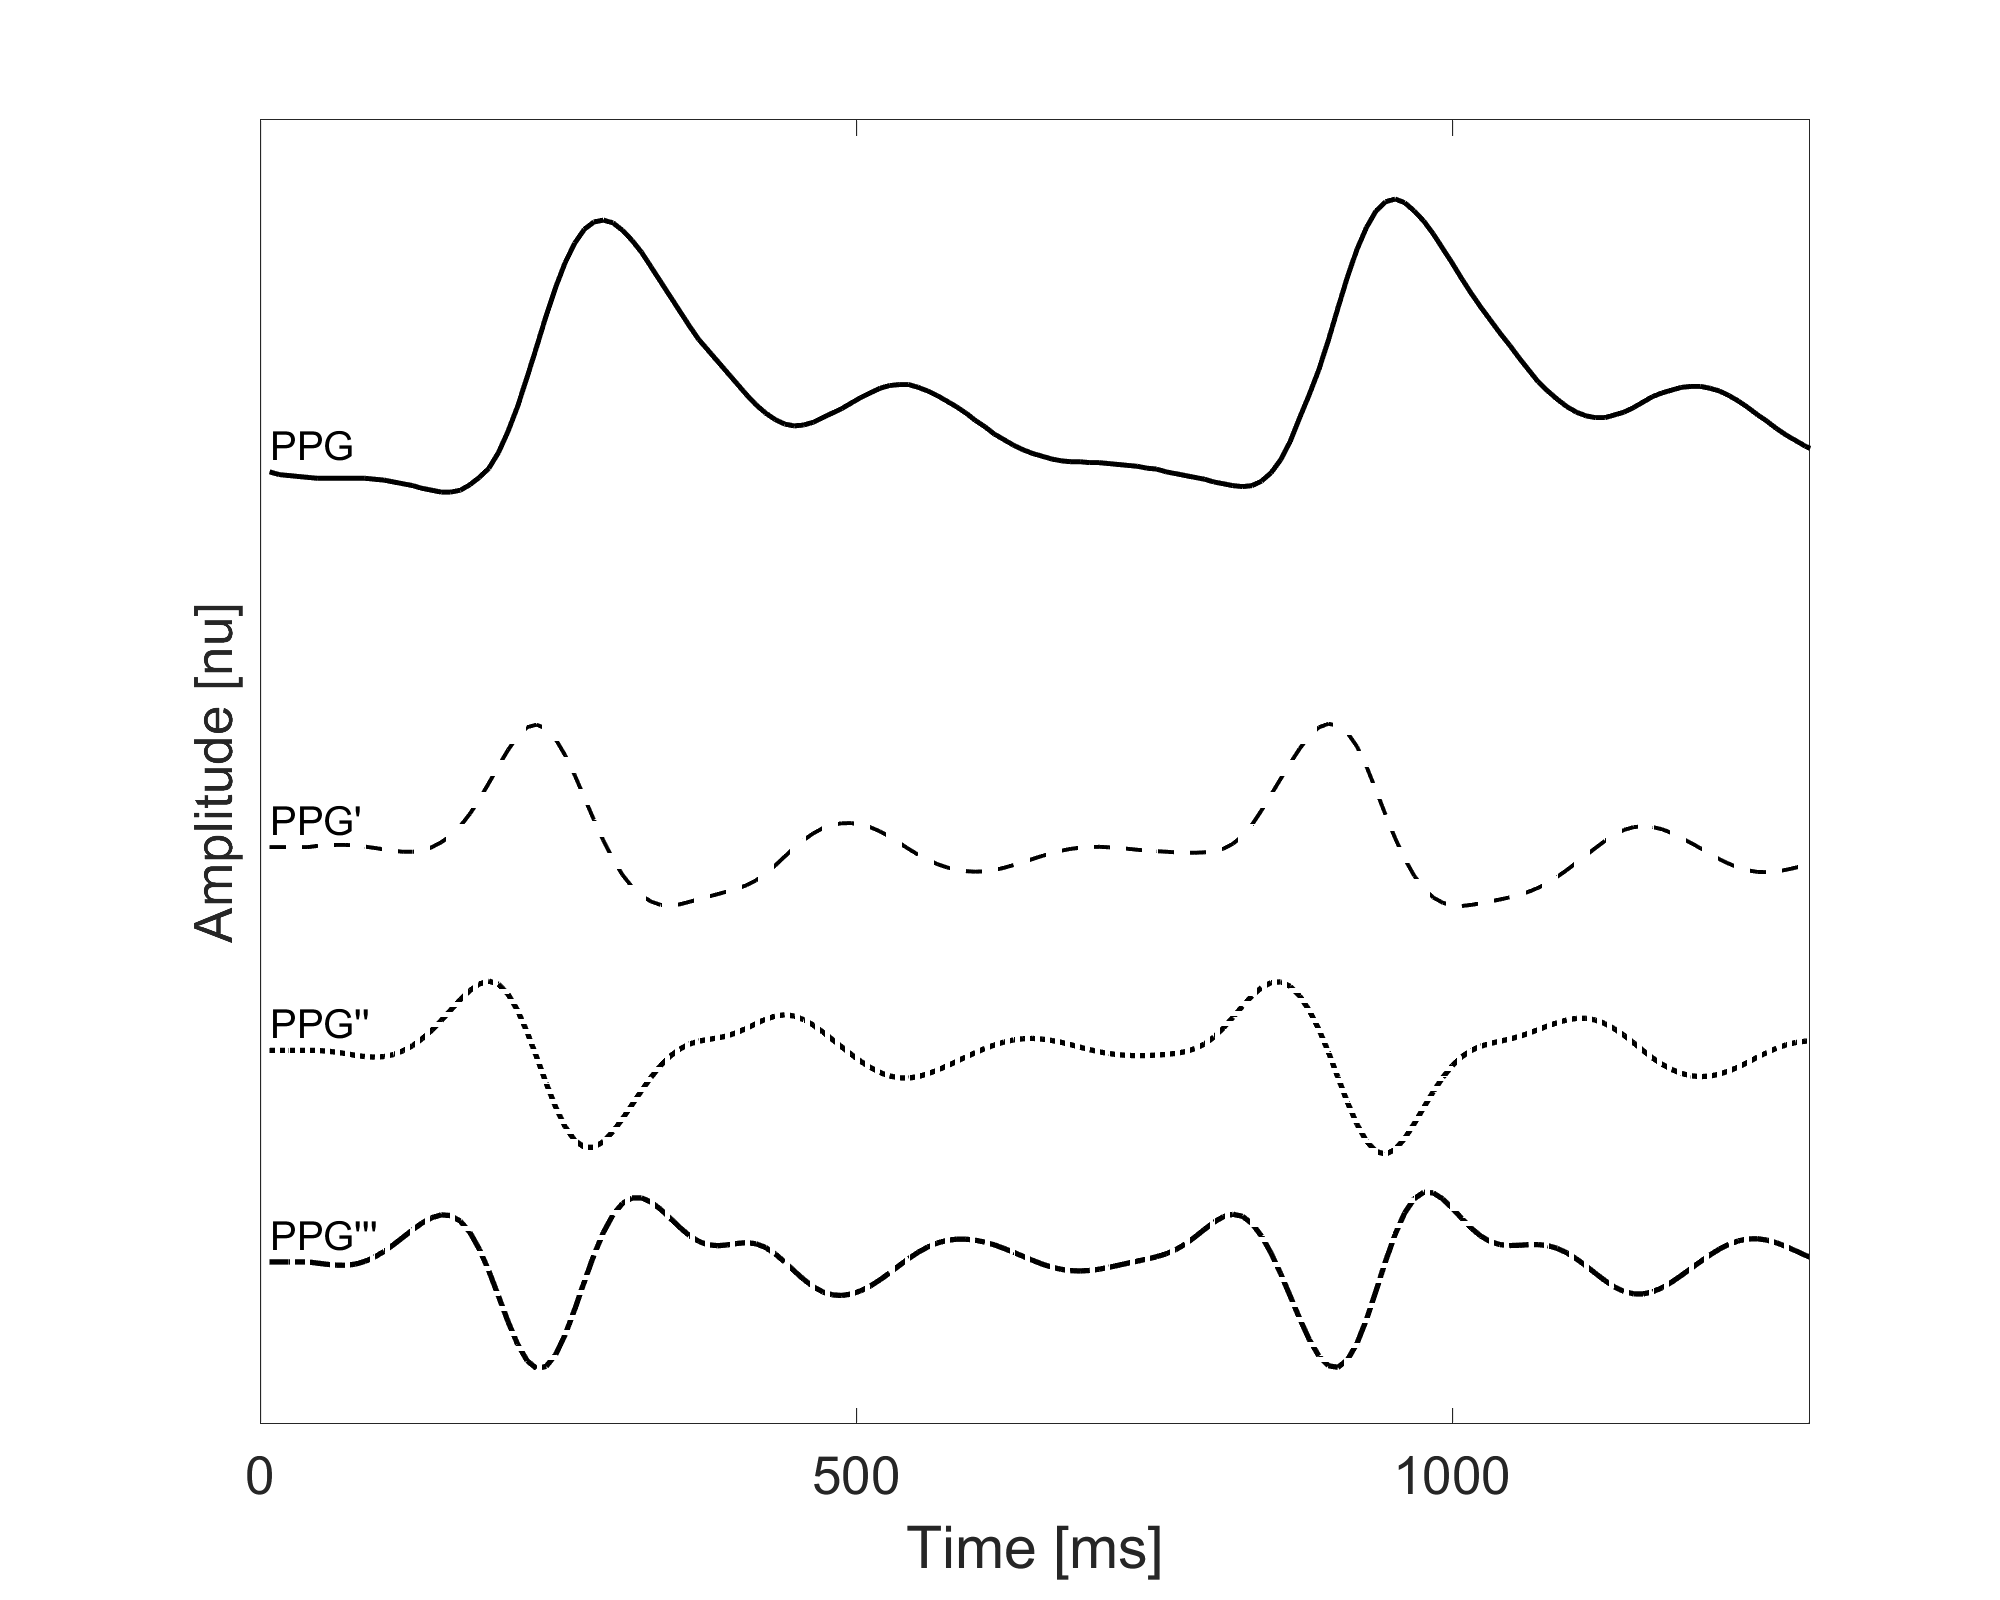 PPG
PPG'
PPG"
PPG'"
Amplitude [nu]
0 500 1000
Time [ms]